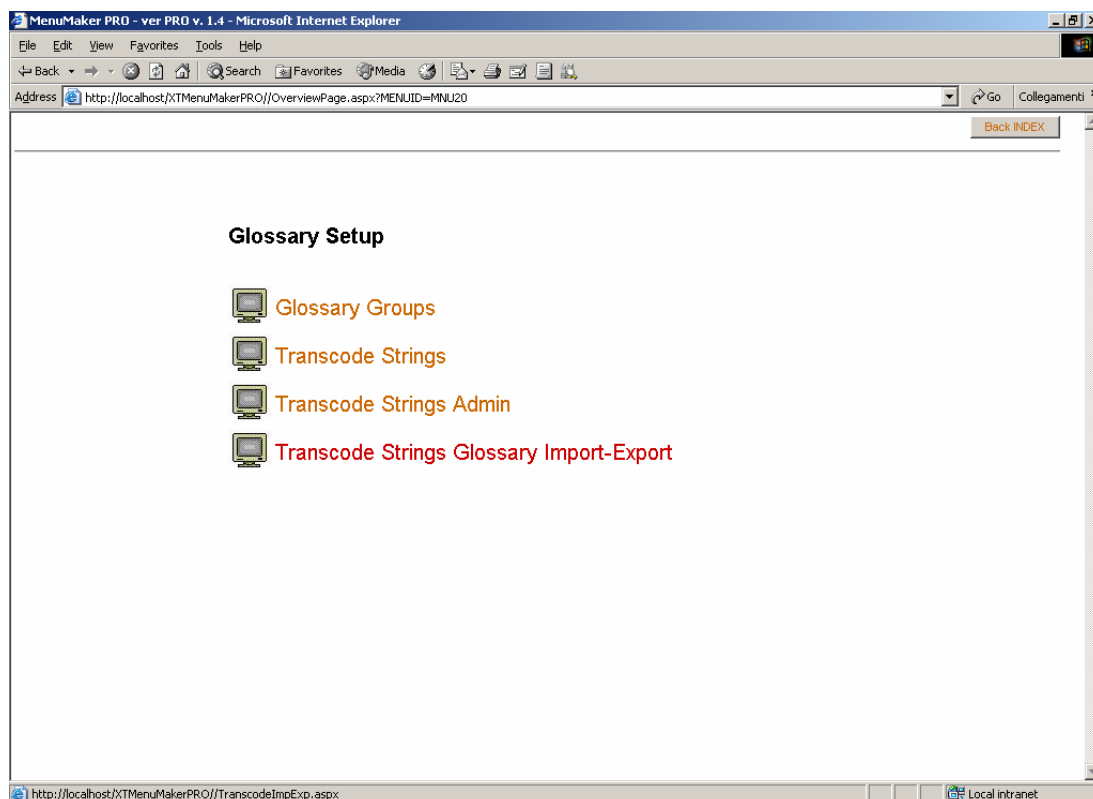 MenuMaker PRO - ver PRO v. 1.4 - Microsoft Internet Explorer
File Edit View Favorites Tools Help
Back Search Favorites Media
Address http://localhost/XTMenuMakerPRO//OverviewPage.aspx?MENUID=MNU20 Go Collegamenti
Back INDEX
Glossary Setup
Glossary Groups
Transcode Strings
Transcode Strings Admin
Transcode Strings Glossary Import-Export
http://localhost/XTMenuMakerPRO//TranscodeImpExp.aspx Local intranet